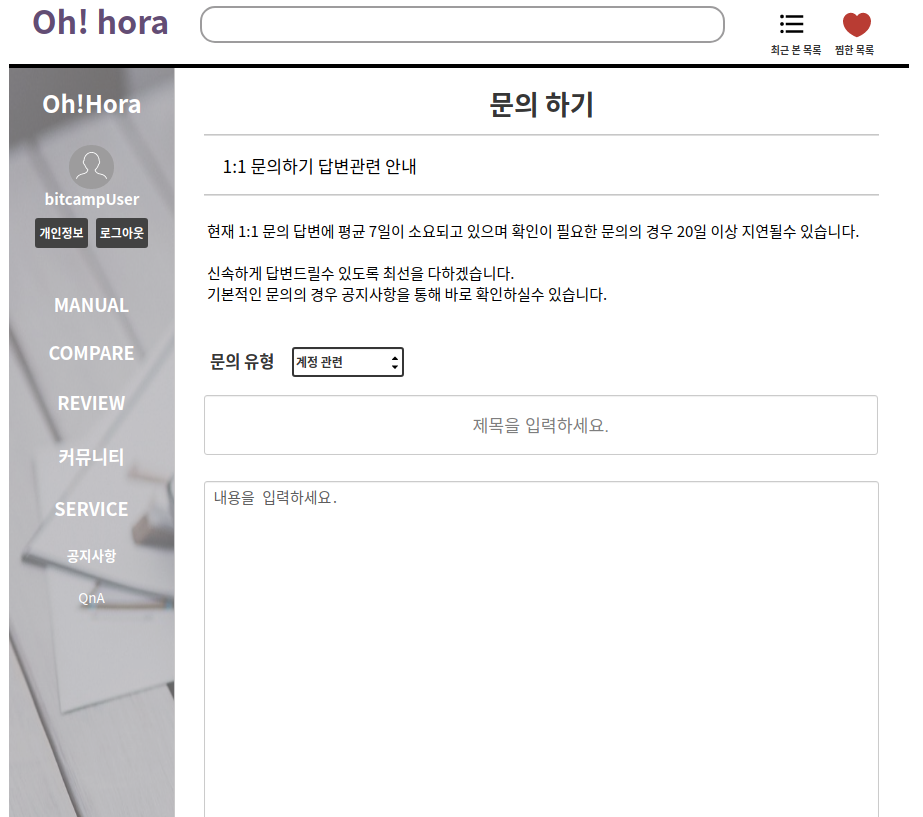 Oh! hora
최근 본 목록
찜한 목록
Oh!Hora
bitcampUser
개인정보
로그아웃
MANUAL
COMPARE
REVIEW
커뮤니티
SERVICE
공지사항
QnA
문의 하기
1:1 문의하기 답변관련 안내
현재 1:1 문의 답변에 평균 7일이 소요되고 있으며 확인이 필요한 문의의 경우 20일 이상 지연될수 있습니다.
신속하게 답변드릴수 있도록 최선을 다하겠습니다.
기본적인 문의의 경우 공지사항을 통해 바로 확인하실수 있습니다.
문의 유형
계정 관련
제목을 입력하세요.
내용을 입력하세요.